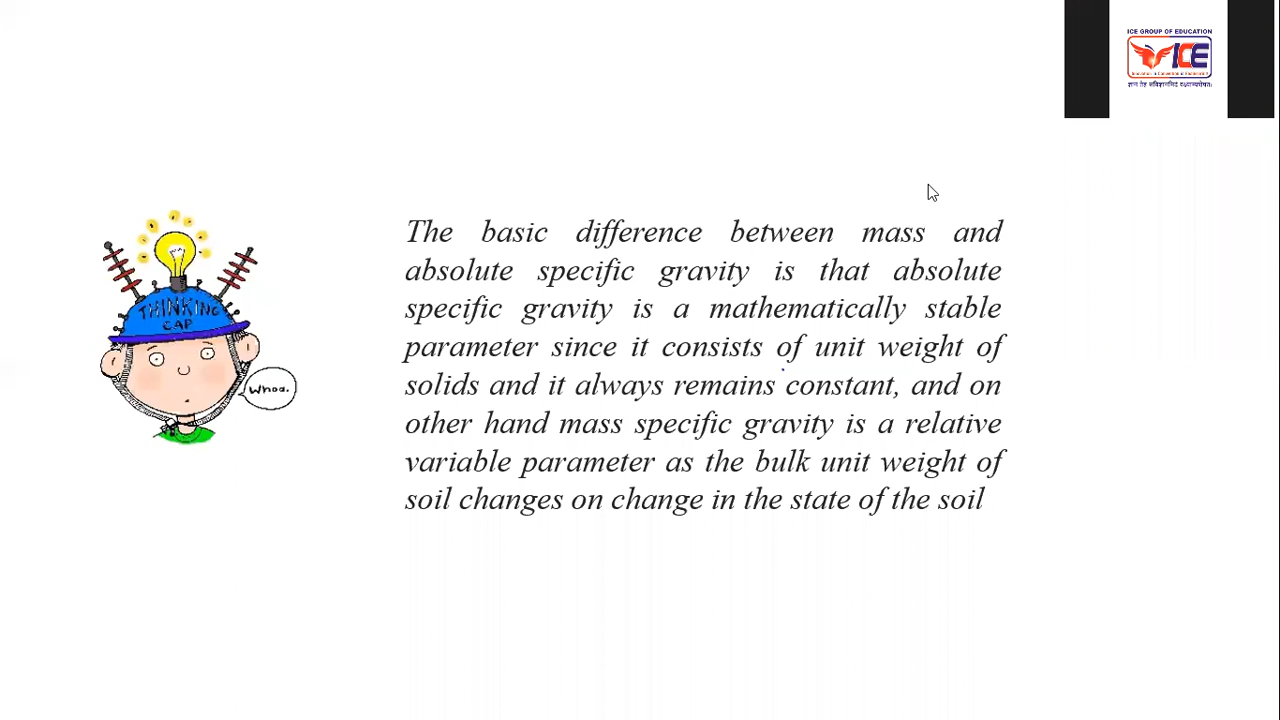 ICE GROUP OF EDUCATION
ICE
THINKING
CAP
Whoa.
The basic difference between mass and
absolute specific gravity is that absolute
specific gravity is a mathematically stable
parameter since it consists of unit weight of
solids and it always remains constant, and on
other hand mass specific gravity is a relative
variable parameter as the bulk unit weight of
soil changes on change in the state of the soil